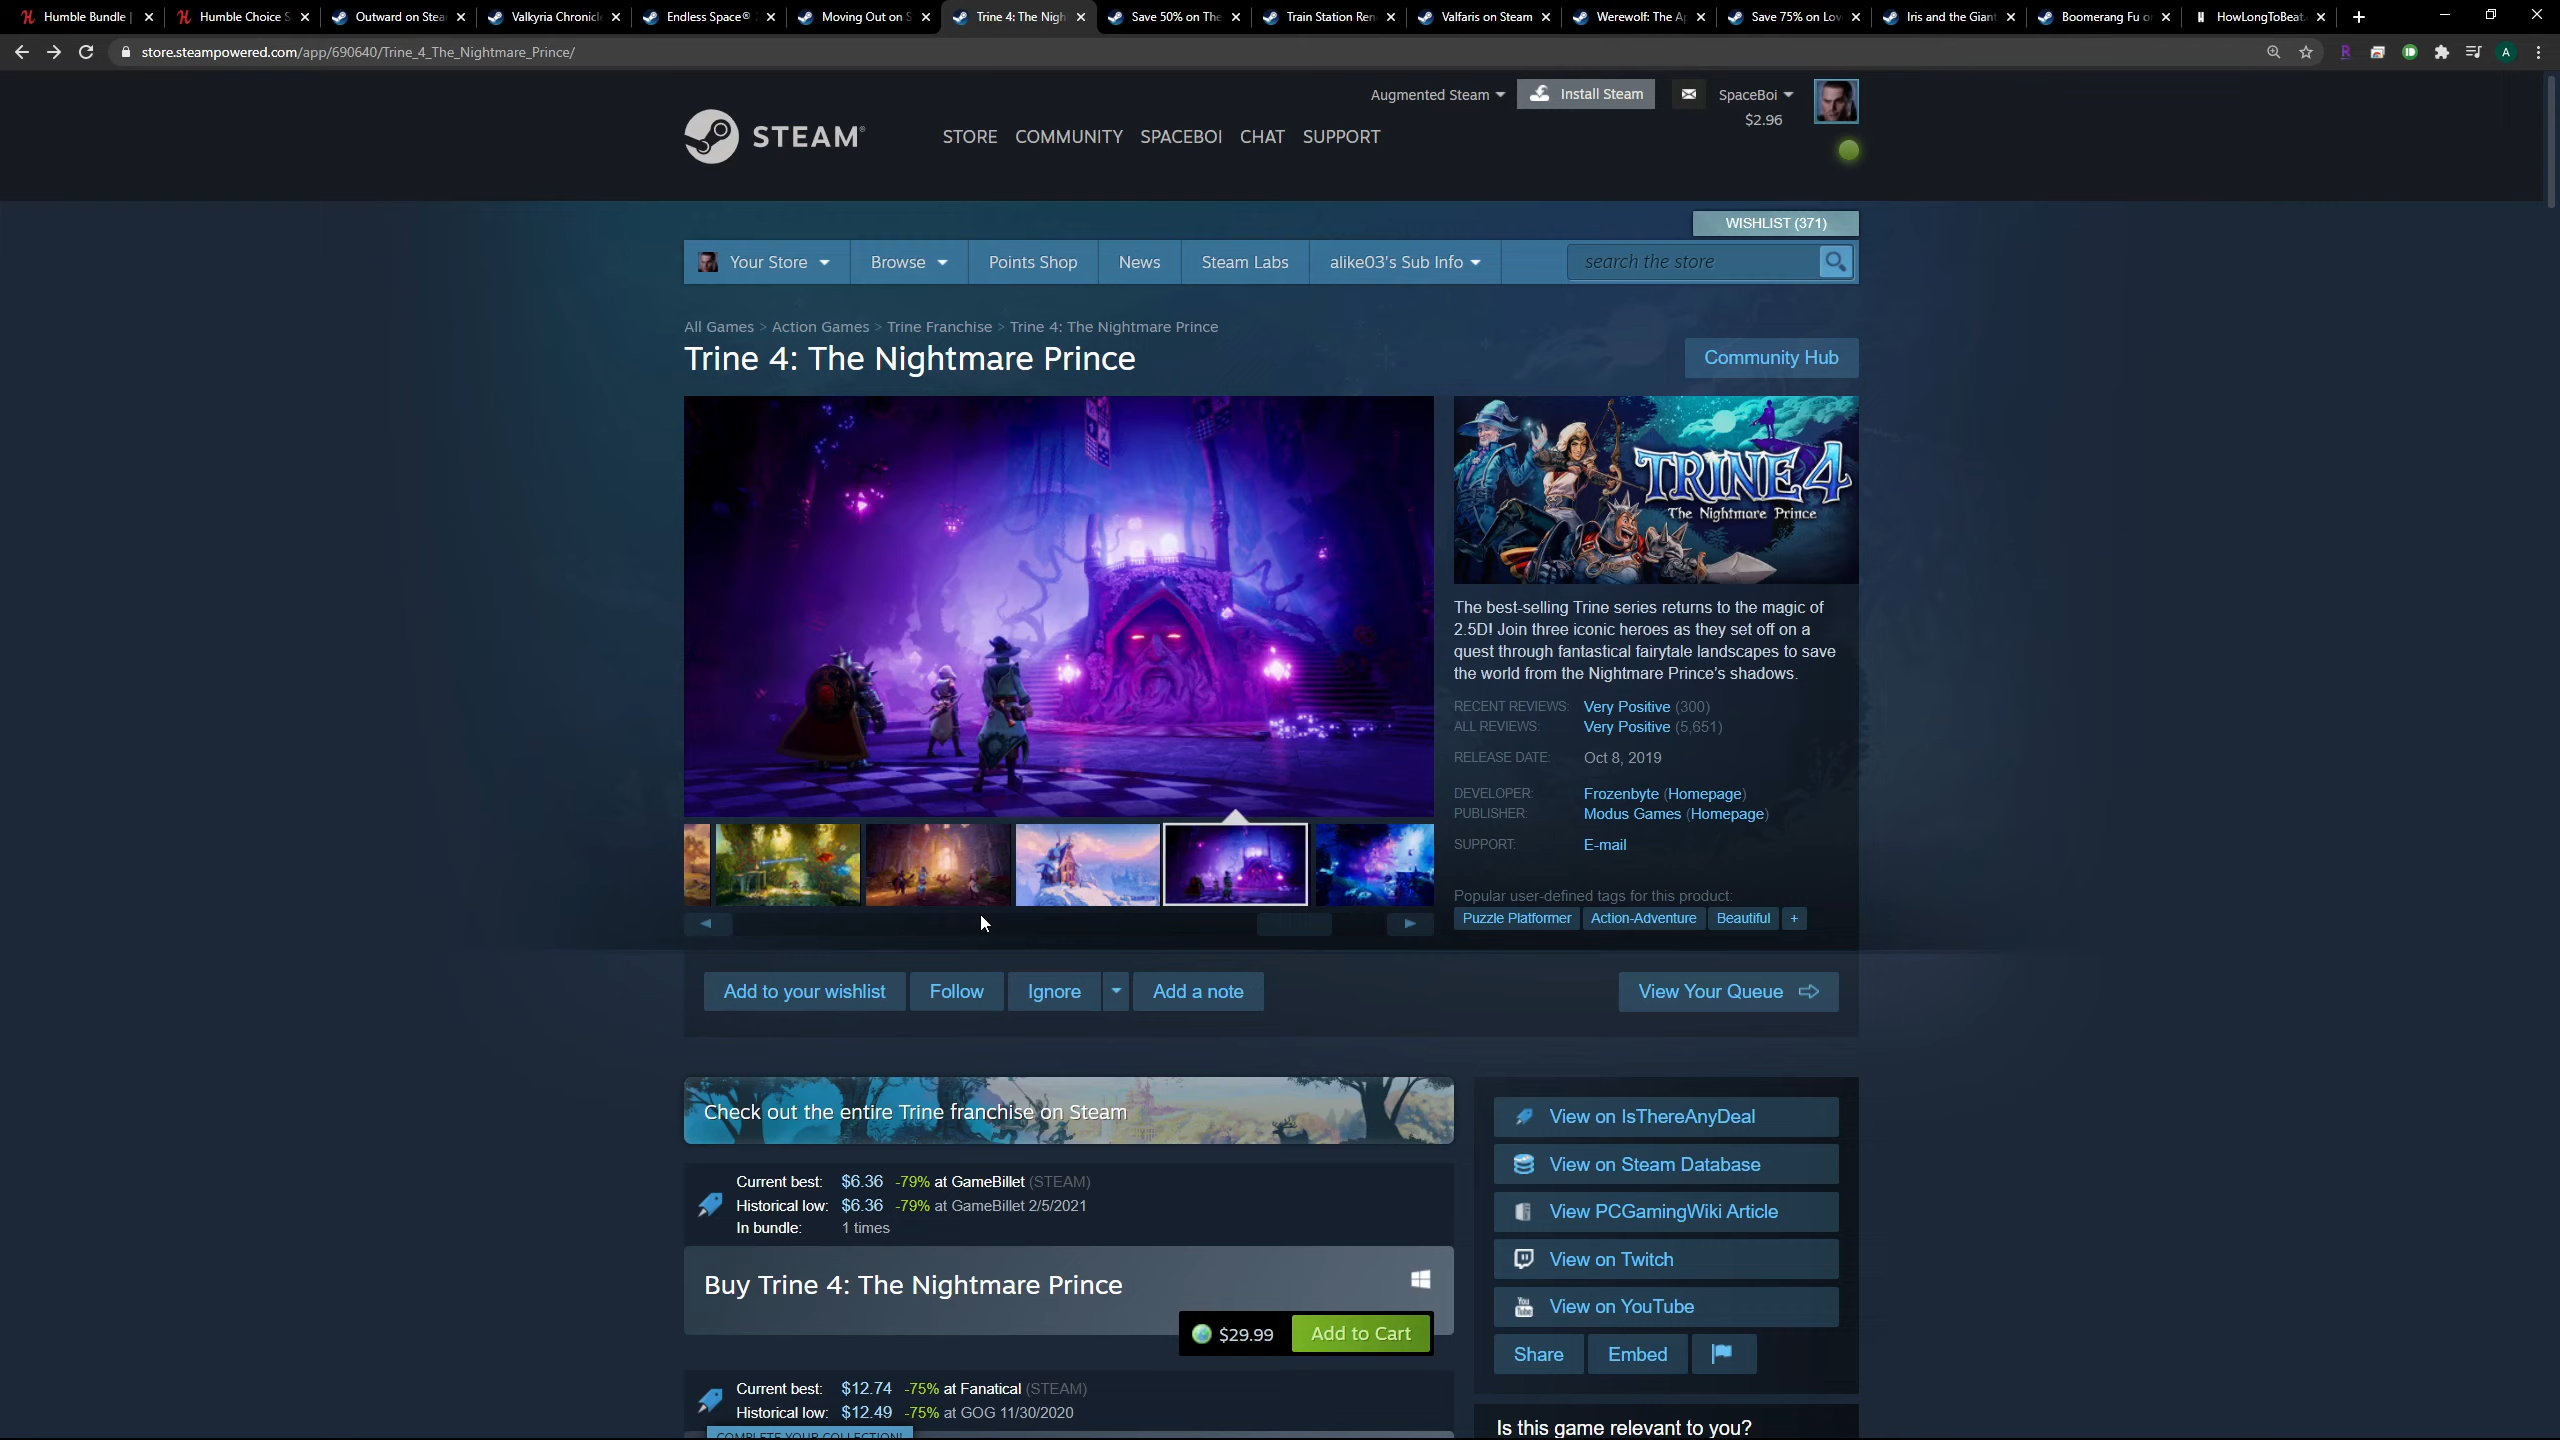 Humble Bundle |
Humble Choice S
Outward on Stea
Valkyria Chronicl
Endless Space®
Moving Out on S
Trine 4: The Nigh
Save 50% on The
Train Station Ren
Valfaris on Steam
Werewolf: The Ap
Save 75% on Lov
Iris and the Giant
Boomerang Fu o
HowLongToBeat
store.steampowered.com/app/690640/Trine_4_The_Nightmare_Prince/
Augmented Steam
Install Steam
SpaceBoi
$2.96
STEAM®
STORE COMMUNITY SPACEBOI CHAT SUPPORT
WISHLIST (371)
Your Store Browse Points Shop News Steam Labs alike03's Sub Info search the store
All Games > Action Games > Trine Franchise > Trine 4: The Nightmare Prince
Trine 4: The Nightmare Prince
Community Hub
TRINE 4
The Nightmare Prince
The best-selling Trine series returns to the magic of
2.5D! Join three iconic heroes as they set off on a
quest through fantastical fairytale landscapes to save
the world from the Nightmare Prince's shadows.
RECENT REVIEWS: Very Positive (300)
ALL REVIEWS: Very Positive (5,651)
RELEASE DATE: Oct 8, 2019
DEVELOPER: Frozenbyte (Homepage)
PUBLISHER: Modus Games (Homepage)
SUPPORT: E-mail
Popular user-defined tags for this product:
Puzzle Platformer Action-Adventure Beautiful +
Add to your wishlist Follow Ignore Add a note View Your Queue
Check out the entire Trine franchise on Steam
Current best: $6.36 -79% at GameBillet (STEAM)
Historical low: $6.36 -79% at GameBillet 2/5/2021
In bundle: 1 times
Buy Trine 4: The Nightmare Prince
$29.99 Add to Cart
Current best: $12.74 -75% at Fanatical (STEAM)
Historical low: $12.49 -75% at GOG 11/30/2020
COMPLETE YOUR COLLECTION!
View on IsThereAnyDeal
View on Steam Database
View PCGamingWiki Article
View on Twitch
View on YouTube
Share Embed
Is this game relevant to you?